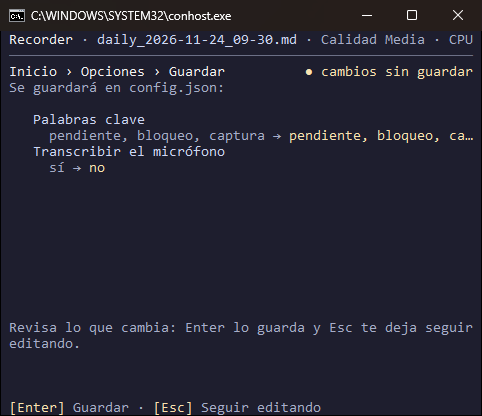 C:\WINDOWS\SYSTEM32\conhost.exe
Recorder · daily_2026-11-24_09-30.md · Calidad Media · CPU
Inicio › Opciones › Guardar ● cambios sin guardar
Se guardará en config.json:
Palabras clave
pendiente, bloqueo, captura → pendiente, bloqueo, ca…
Transcribir el micrófono
sí → no
Revisa lo que cambia: Enter lo guarda y Esc te deja seguir
editando.
[Enter] Guardar · [Esc] Seguir editando